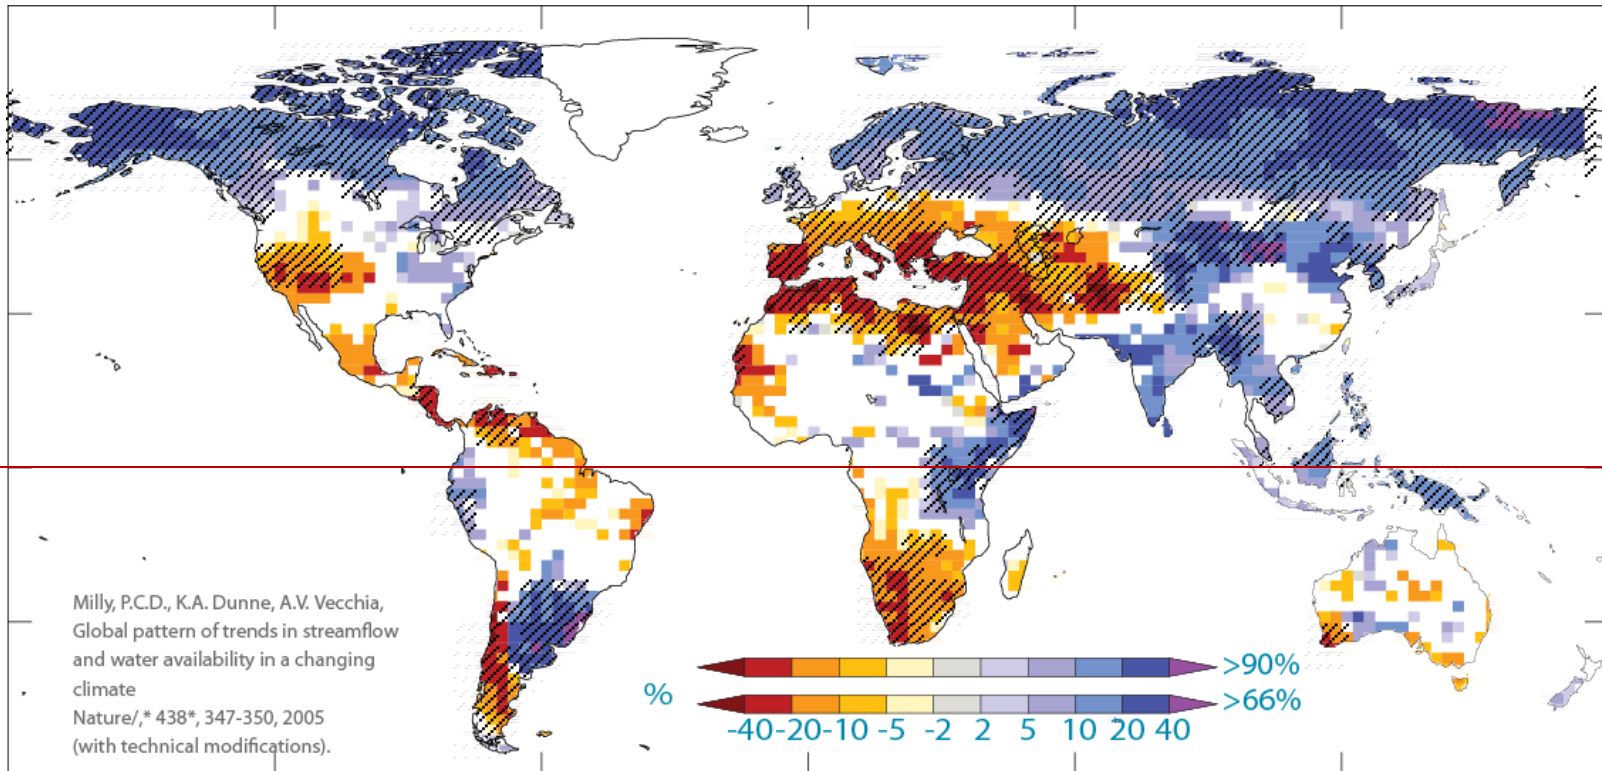 Milly, P.C.D., K.A. Dunne, A.V. Vecchia,
Global pattern of trends in streamflow
and water availability in a changing
climate
Nature/,* 438*, 347-350, 2005
(with technical modifications).
>90%
% >66%
-40 -20 -10 -5 -2 2 5 10 20 40